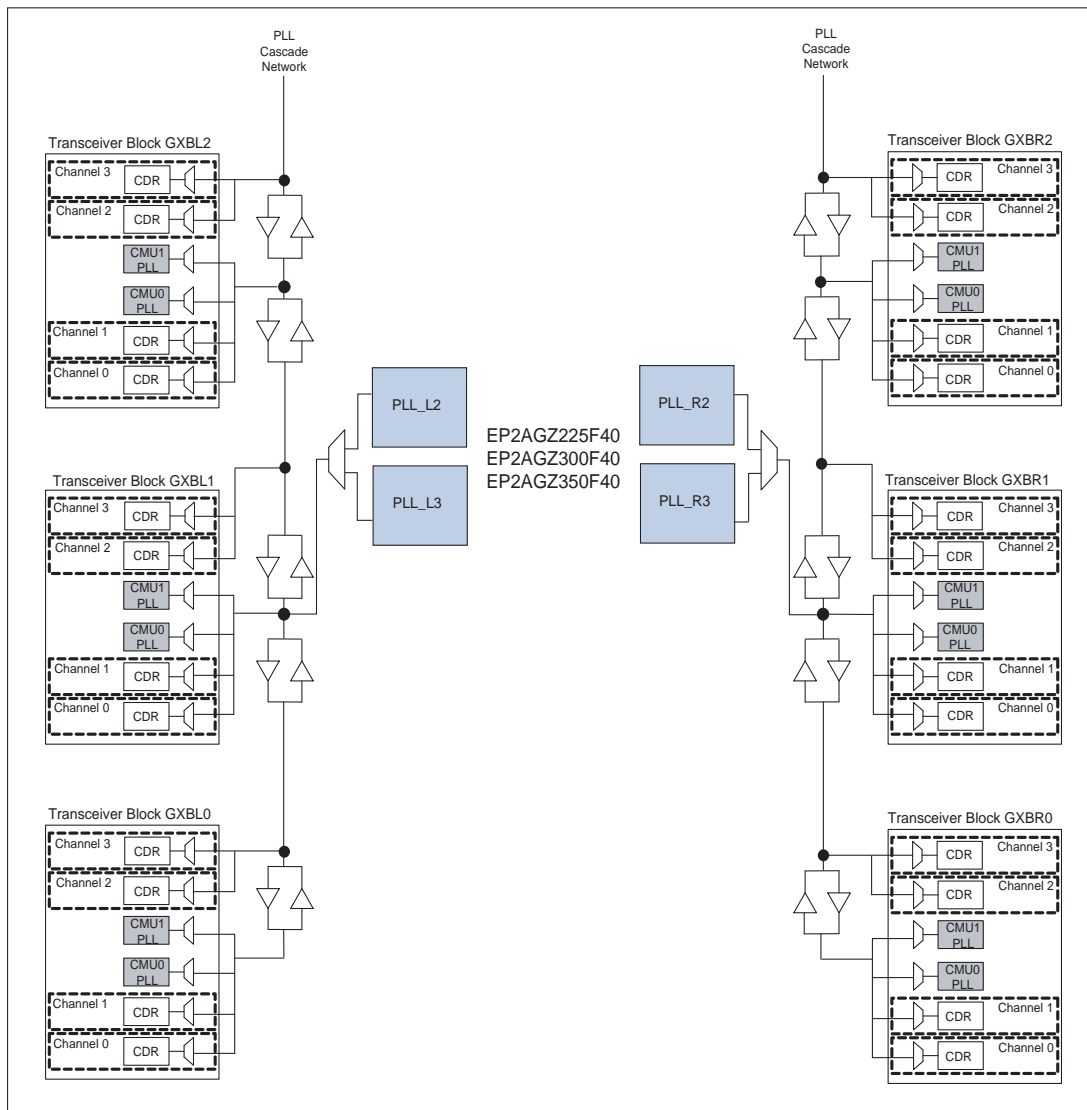 PLL
Cascade
Network
PLL
Cascade
Network
Transceiver Block GXBL2
Channel 3
CDR
Channel 2
CDR
CMU1
PLL
CMU0
PLL
Channel 1
CDR
Channel 0
CDR
Transceiver Block GXBR2
Channel 3
CDR
Channel 2
CDR
CMU1
PLL
CMU0
PLL
Channel 1
CDR
Channel 0
CDR
PLL_L2
PLL_L3
EP2AGZ225F40
EP2AGZ300F40
EP2AGZ350F40
PLL_R2
PLL_R3
Transceiver Block GXBL1
Channel 3
CDR
Channel 2
CDR
CMU1
PLL
CMU0
PLL
Channel 1
CDR
Channel 0
CDR
Transceiver Block GXBR1
Channel 3
CDR
Channel 2
CDR
CMU1
PLL
CMU0
PLL
Channel 1
CDR
Channel 0
CDR
Transceiver Block GXBL0
Channel 3
CDR
Channel 2
CDR
CMU1
PLL
CMU0
PLL
Channel 1
CDR
Channel 0
CDR
Transceiver Block GXBR0
Channel 3
CDR
Channel 2
CDR
CMU1
PLL
CMU0
PLL
Channel 1
CDR
Channel 0
CDR